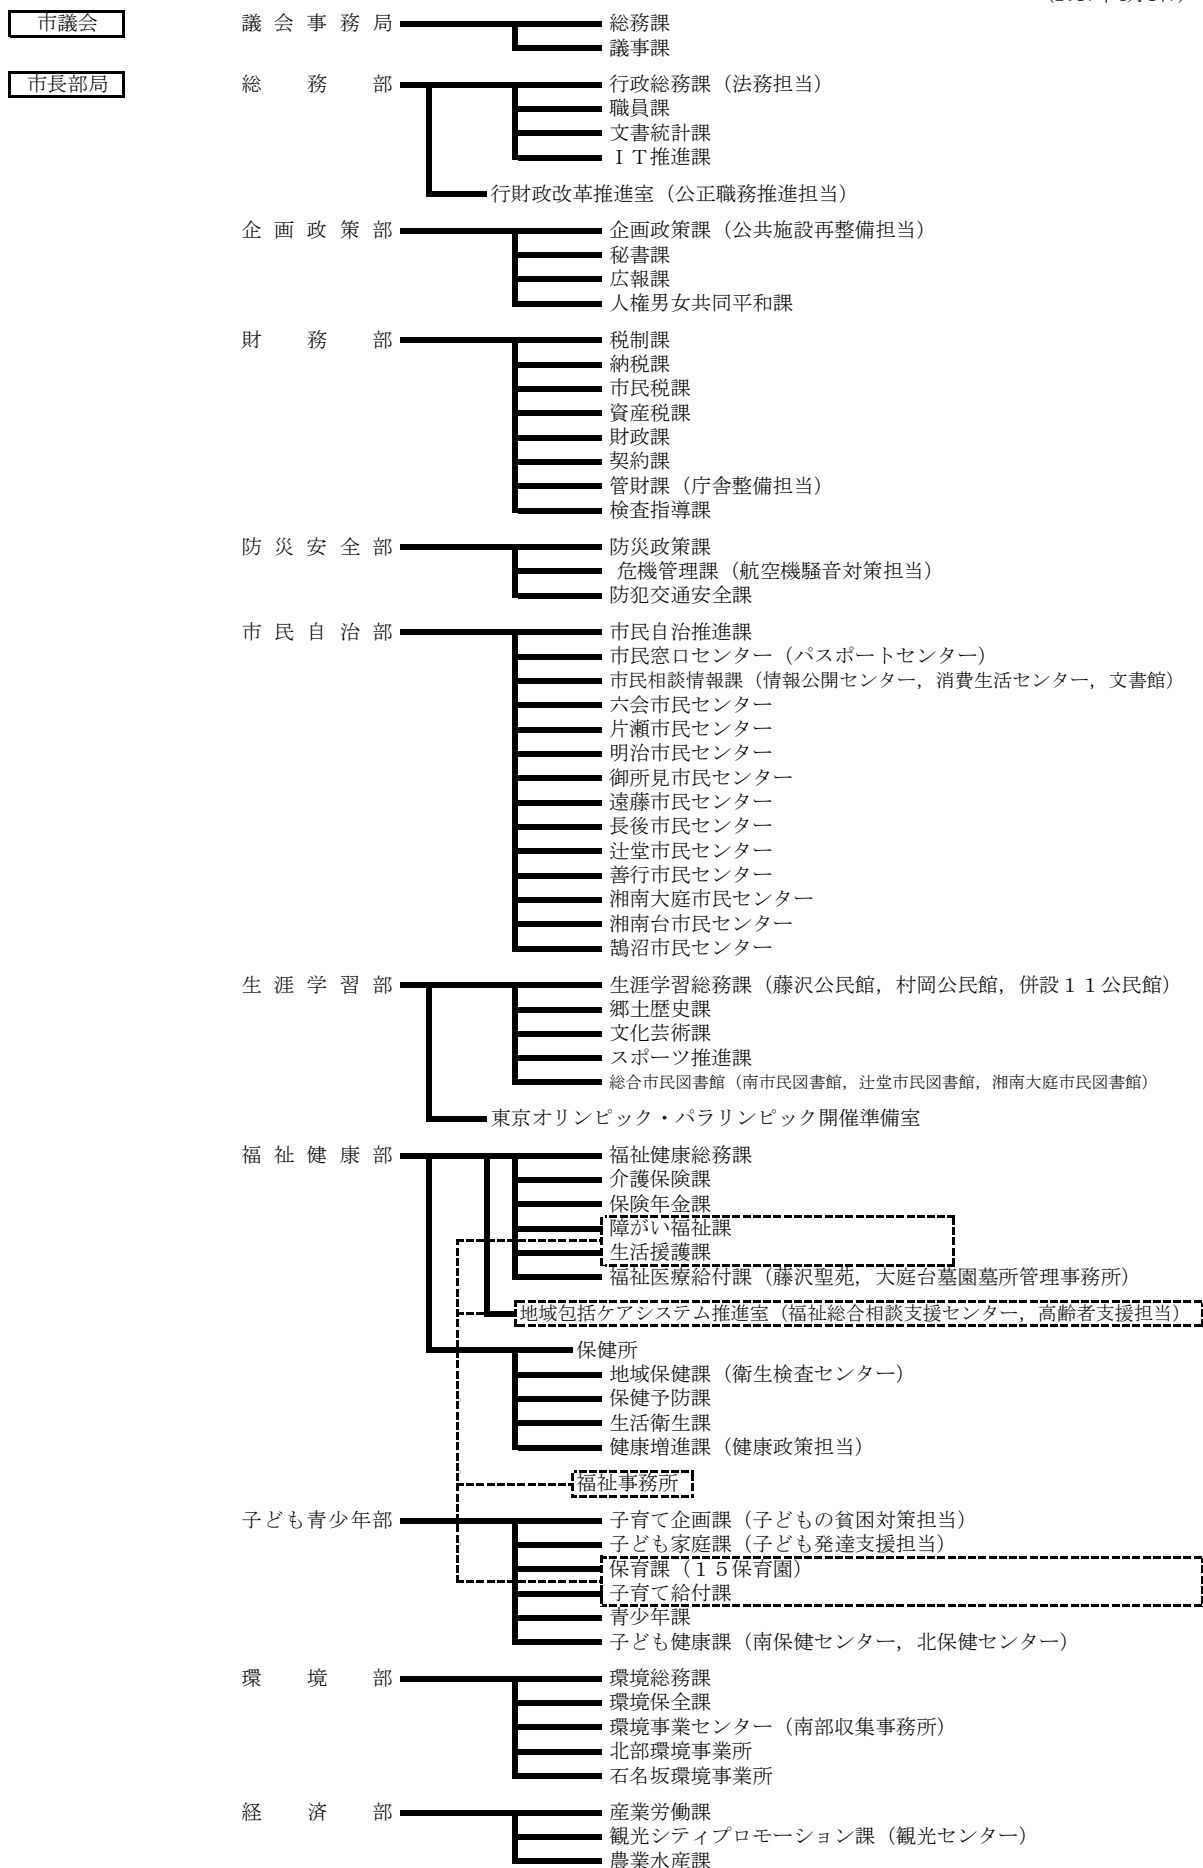 市議会 議会事務局 総務課
議事課
市長部局 総務部 行政総務課（法務担当）
職員課
文書統計課
ＩＴ推進課
行財政改革推進室（公正職務推進担当）
企画政策部 企画政策課（公共施設再整備担当）
秘書課
広報課
人権男女共同平和課
財務部 税制課
納税課
市民税課
資産税課
財政課
契約課
管財課（庁舎整備担当）
検査指導課
防災安全部 防災政策課
危機管理課（航空機騒音対策担当）
防犯交通安全課
市民自治部 市民自治推進課
市民窓口センター（パスポートセンター）
市民相談情報課（情報公開センター，消費生活センター，文書館）
六会市民センター
片瀬市民センター
明治市民センター
御所見市民センター
遠藤市民センター
長後市民センター
辻堂市民センター
善行市民センター
湘南大庭市民センター
湘南台市民センター
鵠沼市民センター
生涯学習部 生涯学習総務課（藤沢公民館，村岡公民館，併設１１公民館）
郷土歴史課
文化芸術課
スポーツ推進課
総合市民図書館（南市民図書館，辻堂市民図書館，湘南大庭市民図書館）
東京オリンピック・パラリンピック開催準備室
福祉健康部 福祉健康総務課
介護保険課
保険年金課
障がい福祉課
生活援護課
福祉医療給付課（藤沢聖苑，大庭台墓園墓所管理事務所）
地域包括ケアシステム推進室（福祉総合相談支援センター，高齢者支援担当）
保健所
地域保健課（衛生検査センター）
保健予防課
生活衛生課
健康増進課（健康政策担当）
福祉事務所
子ども青少年部 子育て企画課（子どもの貧困対策担当）
子ども家庭課（子ども発達支援担当）
保育課（１５保育園）
子育て給付課
青少年課
子ども健康課（南保健センター，北保健センター）
環境部 環境総務課
環境保全課
環境事業センター（南部収集事務所）
北部環境事業所
石名坂環境事業所
経済部 産業労働課
観光シティプロモーション課（観光センター）
農業水産課